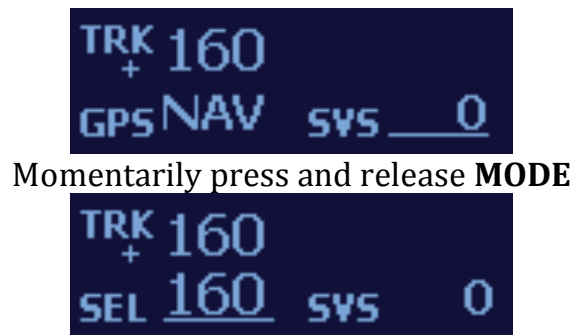 TRK + 160
GPS NAV SVS 0
Momentarily press and release MODE
TRK + 160
SEL 160 SVS 0